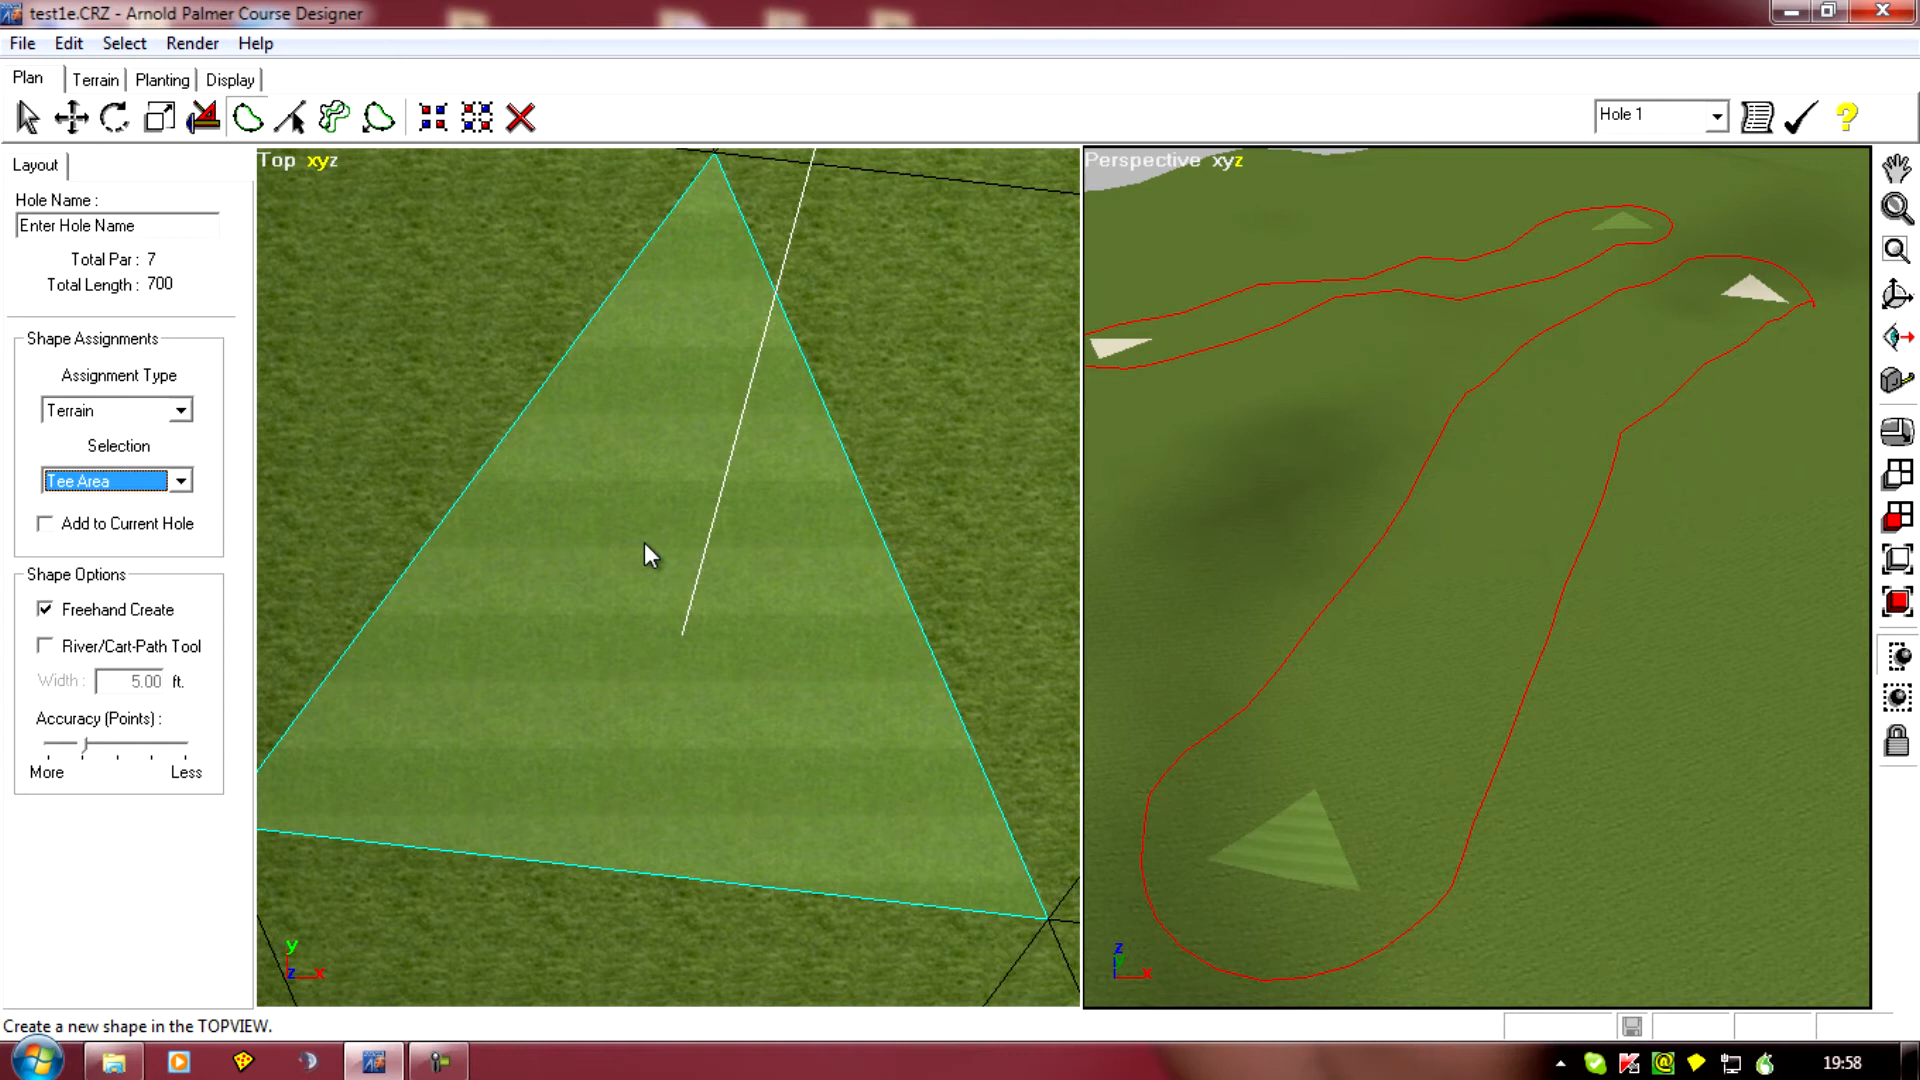 test1e.CRZ - Arnold Palmer Course Designer
File Edit Select Render Help
Plan Terrain Planting Display
Hole 1
Layout
Top xyz
Perspective xyz
Hole Name :
Enter Hole Name
Total Par : 7
Total Length : 700
Shape Assignments
Assignment Type
Terrain
Selection
Tee Area
Add to Current Hole
Shape Options
Freehand Create
River/Cart-Path Tool
Width : 5.00 ft.
Accuracy (Points) :
More Less
y
z x
z
y
x
Create a new shape in the TOPVIEW.
19:58